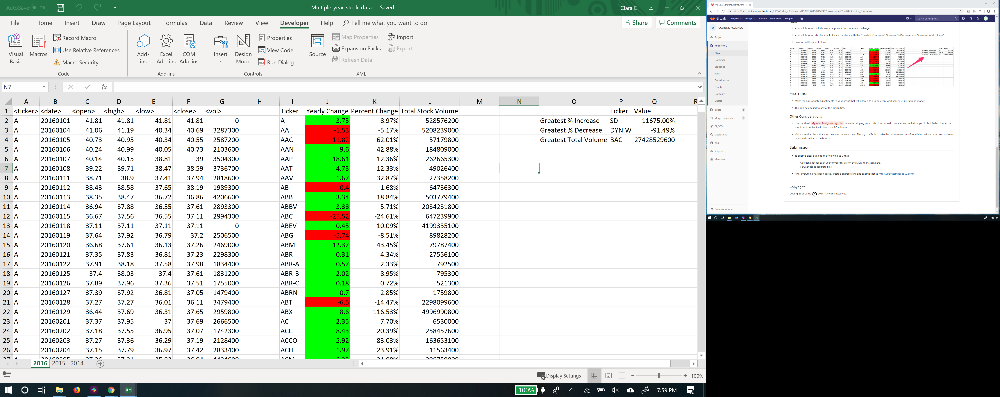 AutoSave Off
Multiple_year_stock_data - Saved
Clara E
File Home Insert Draw Page Layout Formulas Data Review View Developer Help Tell me what you want to do Share Comments
Visual Basic
Macros
Record Macro
Use Relative References
Macro Security
Code
Add-ins
Excel Add-ins
COM Add-ins
Add-ins
Insert
Design Mode
Properties
View Code
Run Dialog
Controls
Source
Map Properties
Expansion Packs
Refresh Data
Import
Export
XML
N7
fx
A B C D E F G H I J K L M N O P Q R
1 <ticker> <date> <open> <high> <low> <close> <vol> Ticker Yearly Change Percent Change Total Stock Volume Ticker Value
2 A 20160101 41.81 41.81 41.81 41.81 0 A 3.75 8.97% 528576200 Greatest % Increase SD 11675.00%
3 A 20160104 41.06 41.19 40.34 40.69 3287300 AA -1.53 -5.17% 5208239000 Greatest % Decrease DYN.W -91.49%
4 A 20160105 40.73 40.95 40.34 40.55 2587200 AAC -11.82 -62.01% 57179800 Greatest Total Volume BAC 27428529600
5 A 20160106 40.24 40.99 40.05 40.73 2103600 AAN 9.6 42.88% 184809000
6 A 20160107 40.14 40.15 38.81 39 3504300 AAP 18.61 12.36% 262665300
7 A 20160108 39.22 39.71 38.47 38.59 3736700 AAT 4.73 12.33% 49026400
8 A 20160111 38.71 38.9 37.41 37.94 2818600 AAV 1.67 32.87% 27358200
9 A 20160112 38.43 38.58 37.65 38.19 1989300 AB -0.4 -1.68% 64736300
10 A 20160113 38.35 38.47 36.72 36.86 4206600 ABB 3.34 18.84% 503779400
11 A 20160114 36.94 37.88 36.55 37.61 2893300 ABBV 3.38 5.71% 2034231800
12 A 20160115 36.67 37.56 36.55 37.11 2994300 ABC -25.52 -24.61% 647239900
13 A 20160118 37.11 37.11 37.11 37.11 0 ABEV 0.45 10.09% 4199335100
14 A 20160119 37.64 37.92 36.79 37.2 2506500 ABG -5.74 -8.51% 89828200
15 A 20160120 36.68 37.61 36.13 37.26 2469000 ABM 12.37 43.45% 79787400
16 A 20160121 37.35 37.83 36.81 37.23 2298300 ABR 0.31 4.34% 27556100
17 A 20160122 37.91 38.18 37.58 37.98 1834400 ABR-A 0.57 2.33% 792500
18 A 20160125 37.4 38.03 37.4 37.61 1831200 ABR-B 2.02 8.95% 795300
19 A 20160126 37.89 37.96 37.36 37.51 1755000 ABR-C 0.18 0.72% 521300
20 A 20160127 37.39 37.92 36.81 37.05 1479400 ABRN 0.7 2.85% 1759800
21 A 20160128 37.27 37.27 36.01 36.11 3479400 ABT -6.5 -14.47% 2298099600
22 A 20160129 36.44 37.69 36.31 37.65 2959800 ABX 8.6 116.53% 4996990800
23 A 20160201 37.37 37.95 37 37.69 2666500 AC 2.35 7.70% 6530000
24 A 20160202 37.18 37.55 36.95 37.07 1742300 ACC 8.43 20.39% 258457600
25 A 20160203 37.27 37.36 36.29 37.19 2128400 ACCO 5.92 83.03% 163653100
26 A 20160204 37.15 37.79 36.97 37.42 2833400 ACH 1.97 23.91% 11563400
2016 2015 2014
Display Settings
100%
100%
7:59 PM
02-VBA-Scripting/Homework
https://ucb.bootcampcontent.com/UCB-Coding-Bootcamp/UCBBEL201902DATA2/tree/master/02-VBA-Scripting/Homework
GitLab Projects Groups Activity Milestones Snippets
Search or jump to...
U UCBBEL201902DATA2
Project
Repository
Files
Commits
Branches
Tags
Contributors
Graph
Compare
Charts
Issues 1
Merge Requests 0
CI / CD
Operations
Wiki
Snippets
Members
Collapse sidebar
Your solution will include everything from the moderate challenge.
Your solution will also be able to locate the stock with the "Greatest % increase", "Greatest % Decrease" and "Greatest total volume".
Solution will look as follows.
CHALLENGE
Make the appropriate adjustments to your script that will allow it to run on every worksheet just by running it once.
This can be applied to any of the difficulties.
Other Considerations
Use the sheet alphabetical_testing.xlsx while developing your code. This dataset is smaller and will allow you to test faster. Your code
should run on this file in less than 3-5 minutes.
Make sure that the script acts the same on each sheet. The joy of VBA is to take the tediousness out of repetitive task and run over and over
again with a click of the button.
Submission
To submit please upload the following to Github:
A screen shot for each year of your results on the Multi Year Stock Data.
VBA Scripts as separate files.
After everything has been saved, create a sharable link and submit that to https://bootcampspot-v2.com/.
Copyright
Coding Boot Camp © 2018. All Rights Reserved.
7:59 PM